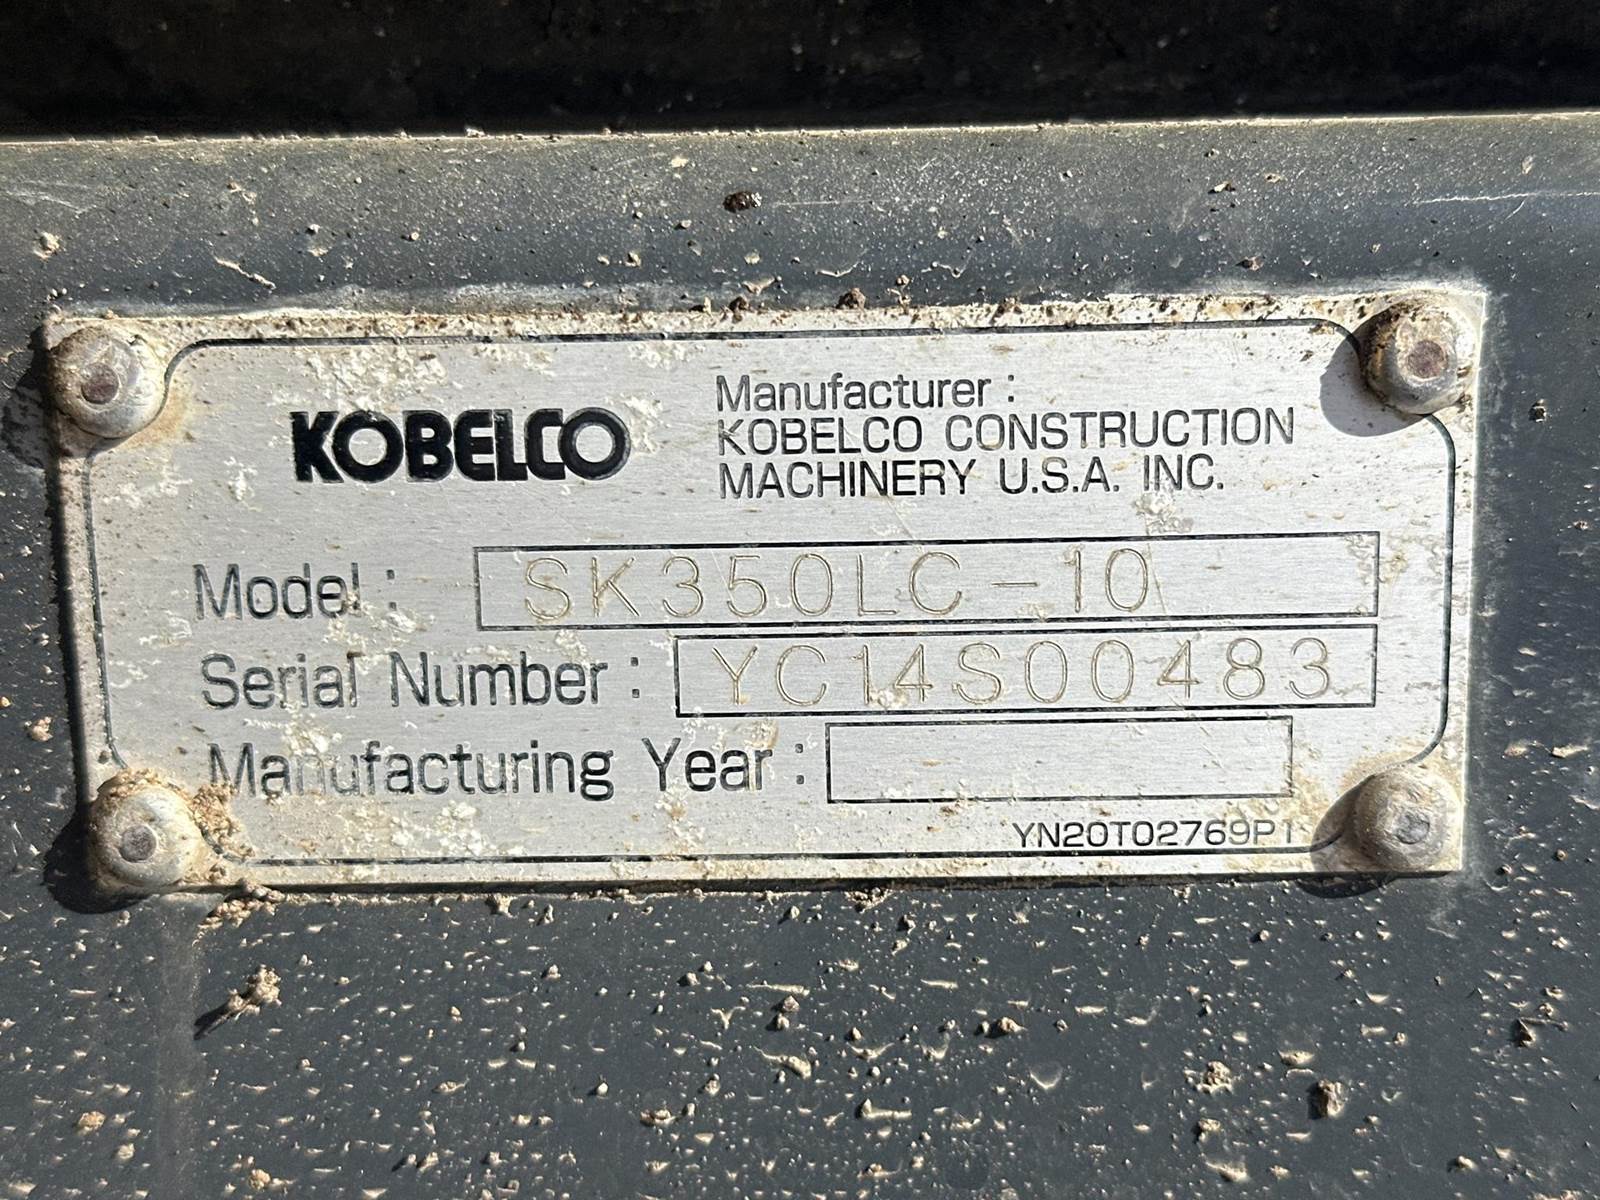 KOBELCO
Manufacturer :
KOBELCO CONSTRUCTION
MACHINERY U.S.A. INC.
Model : SK350LC-10
Serial Number : YC14S00483
Manufacturing Year :
YN20T02769P1